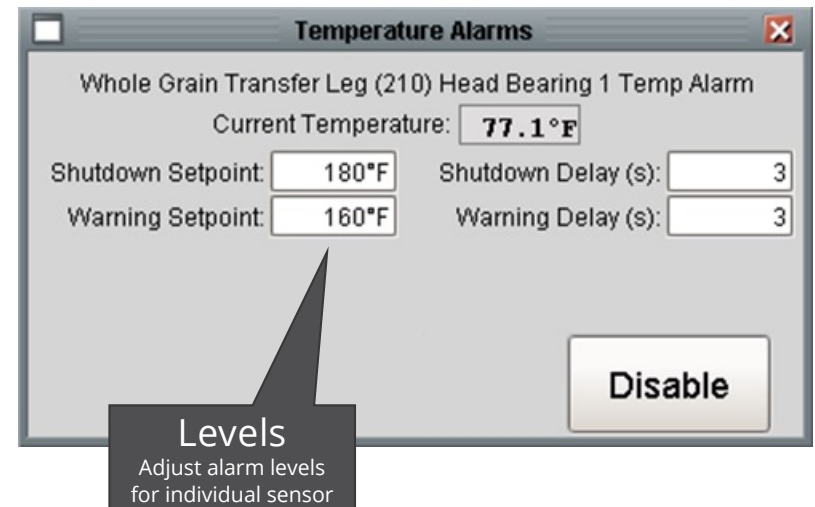 Temperature Alarms
Whole Grain Transfer Leg (210) Head Bearing 1 Temp Alarm
Current Temperature: 77.1°F
Shutdown Setpoint: 180°F Shutdown Delay (s): 3
Warning Setpoint: 160°F Warning Delay (s): 3
Disable
Levels
Adjust alarm levels
for individual sensor